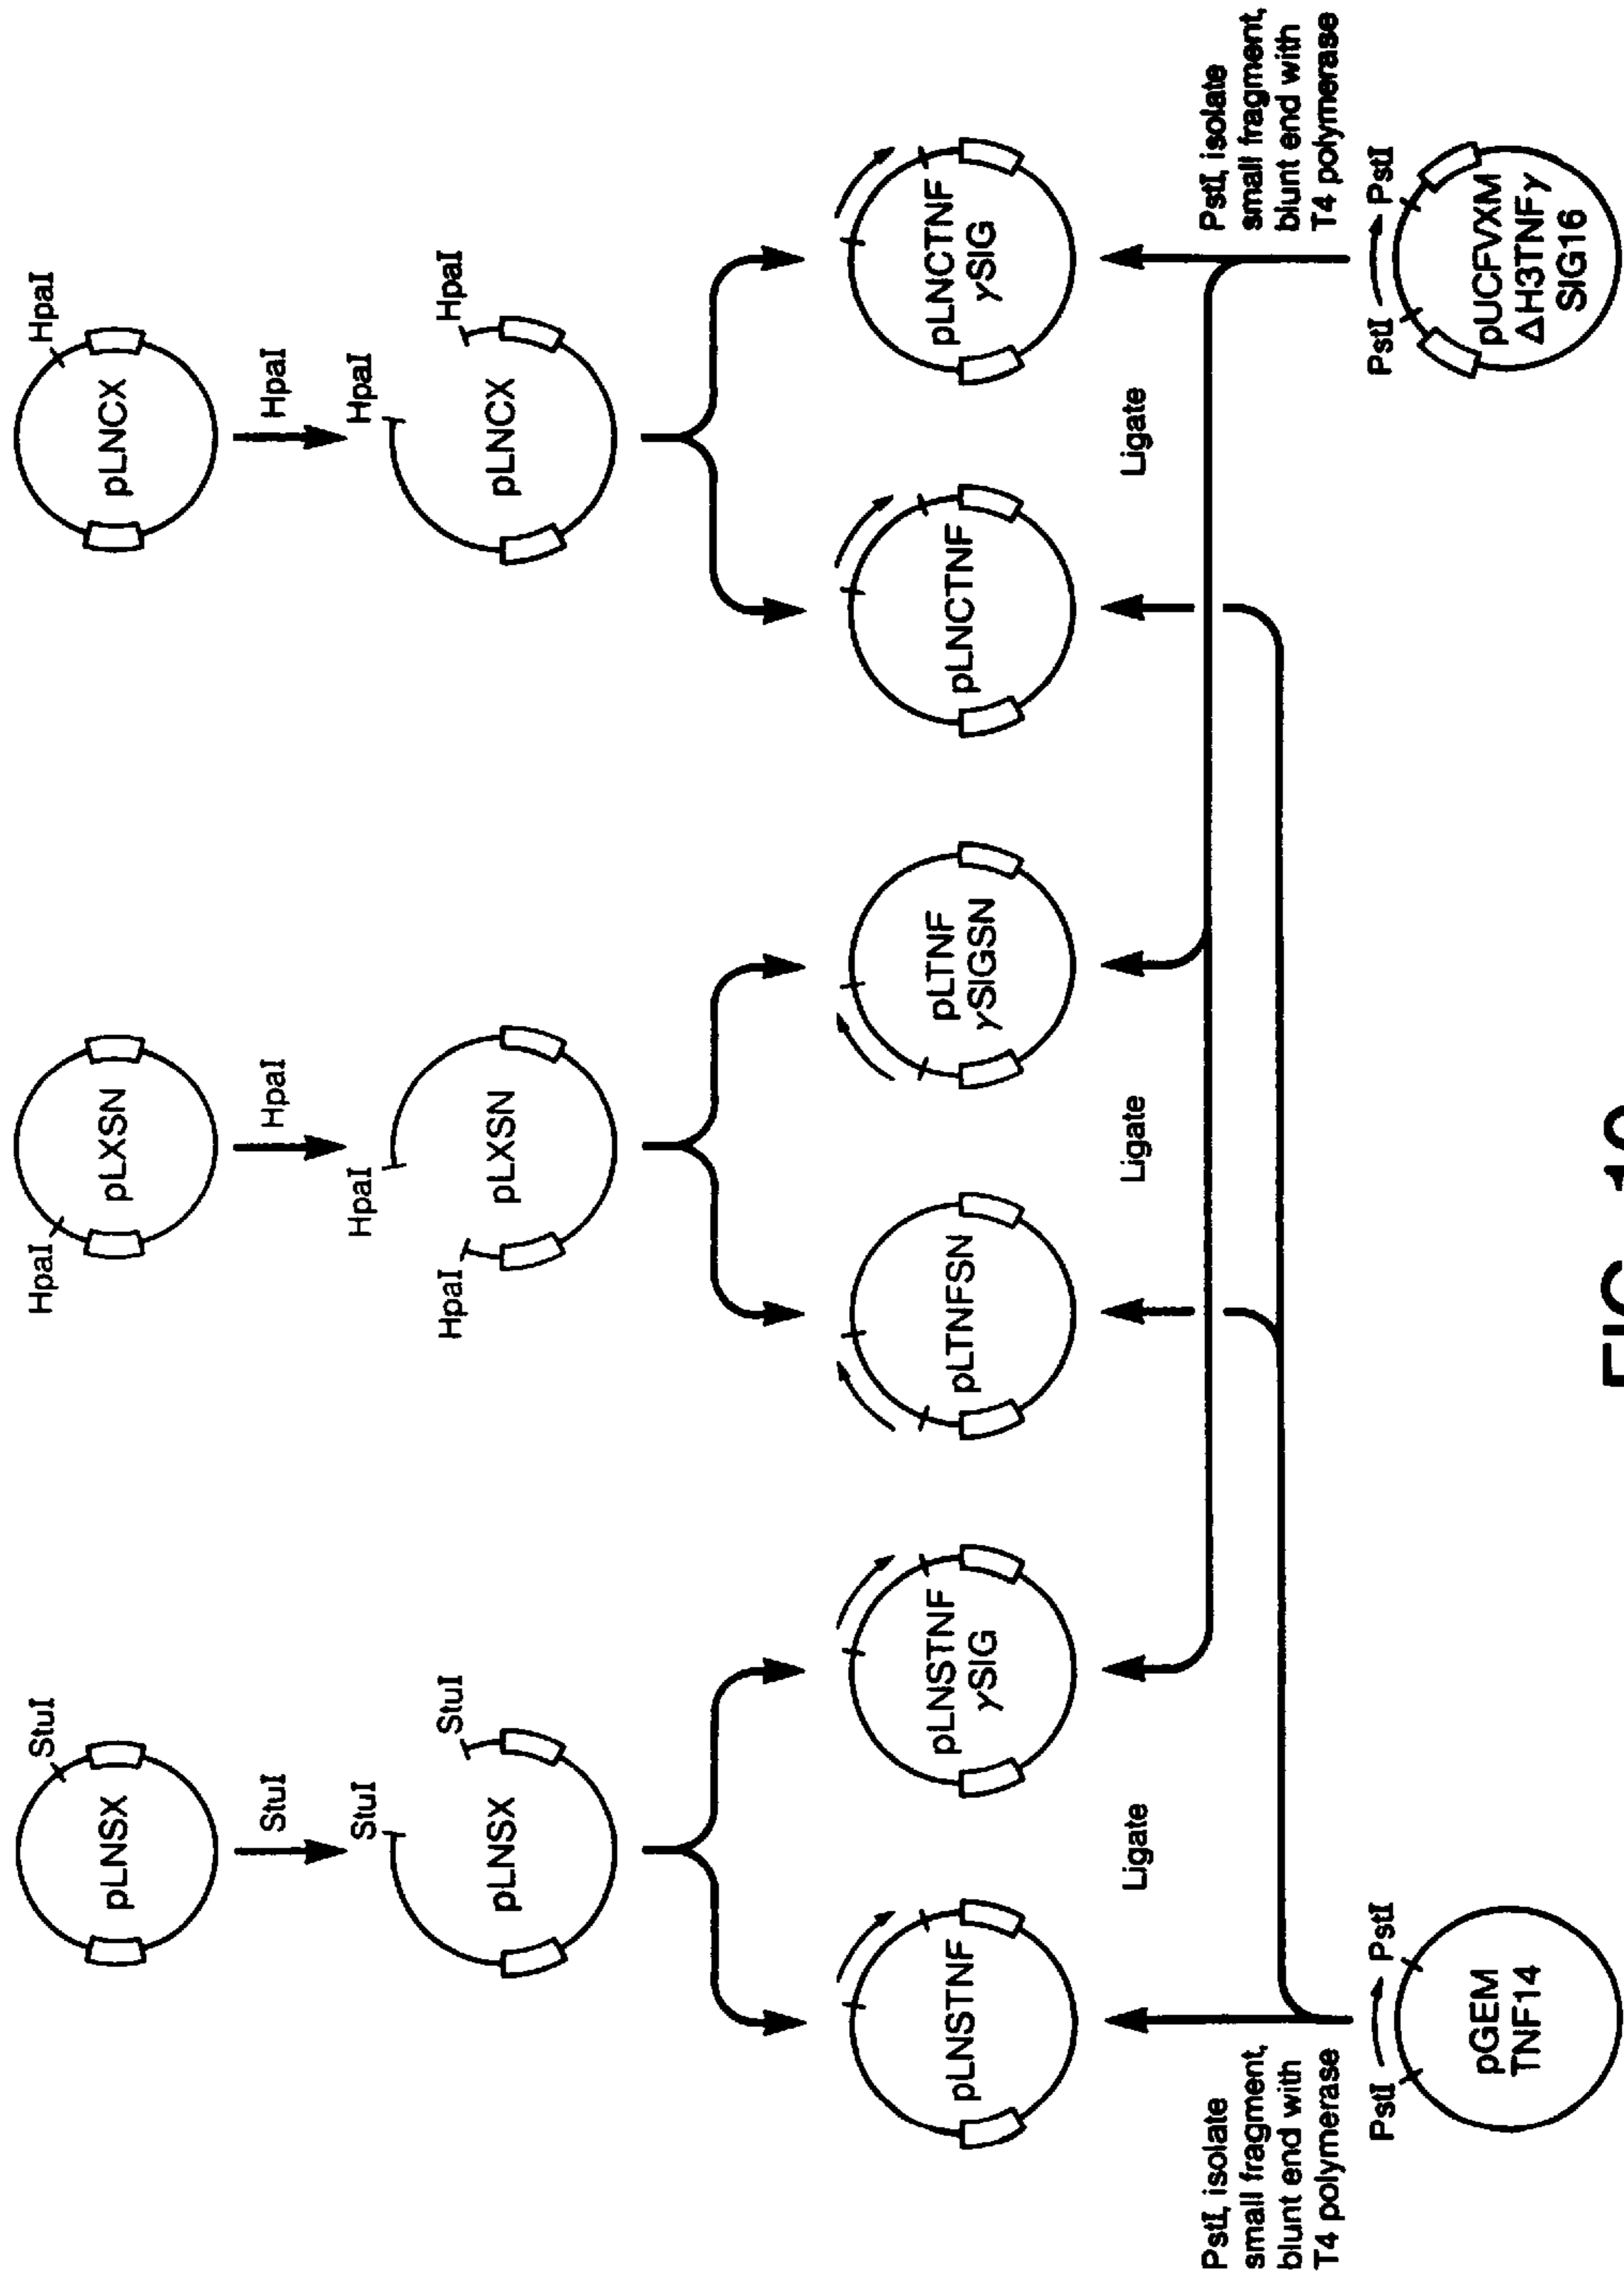 StuI
HpaI
HpaI
pLNSX
pLXSN
pLNCX
StuI
HpaI
HpaI
StuI
StuI
HpaI
HpaI
HpaI
HpaI
pLNSX
pLXSN
pLNCX
pLNSTNF
pLNSTNF
γSIG
pLTNFSN
pLTNF
γSIGSN
pLNCTNF
pLNCTNF
γSIG
Ligate
Ligate
Ligate
PstI, isolate
small fragment,
blunt end with
T4 polymerase
PstI, isolate
small fragment,
blunt end with
T4 polymerase
PstI
PstI
pGEM
TNF14
PstI
PstI
pUCFVXM
ΔH3TNFγ
SIG16
FIG